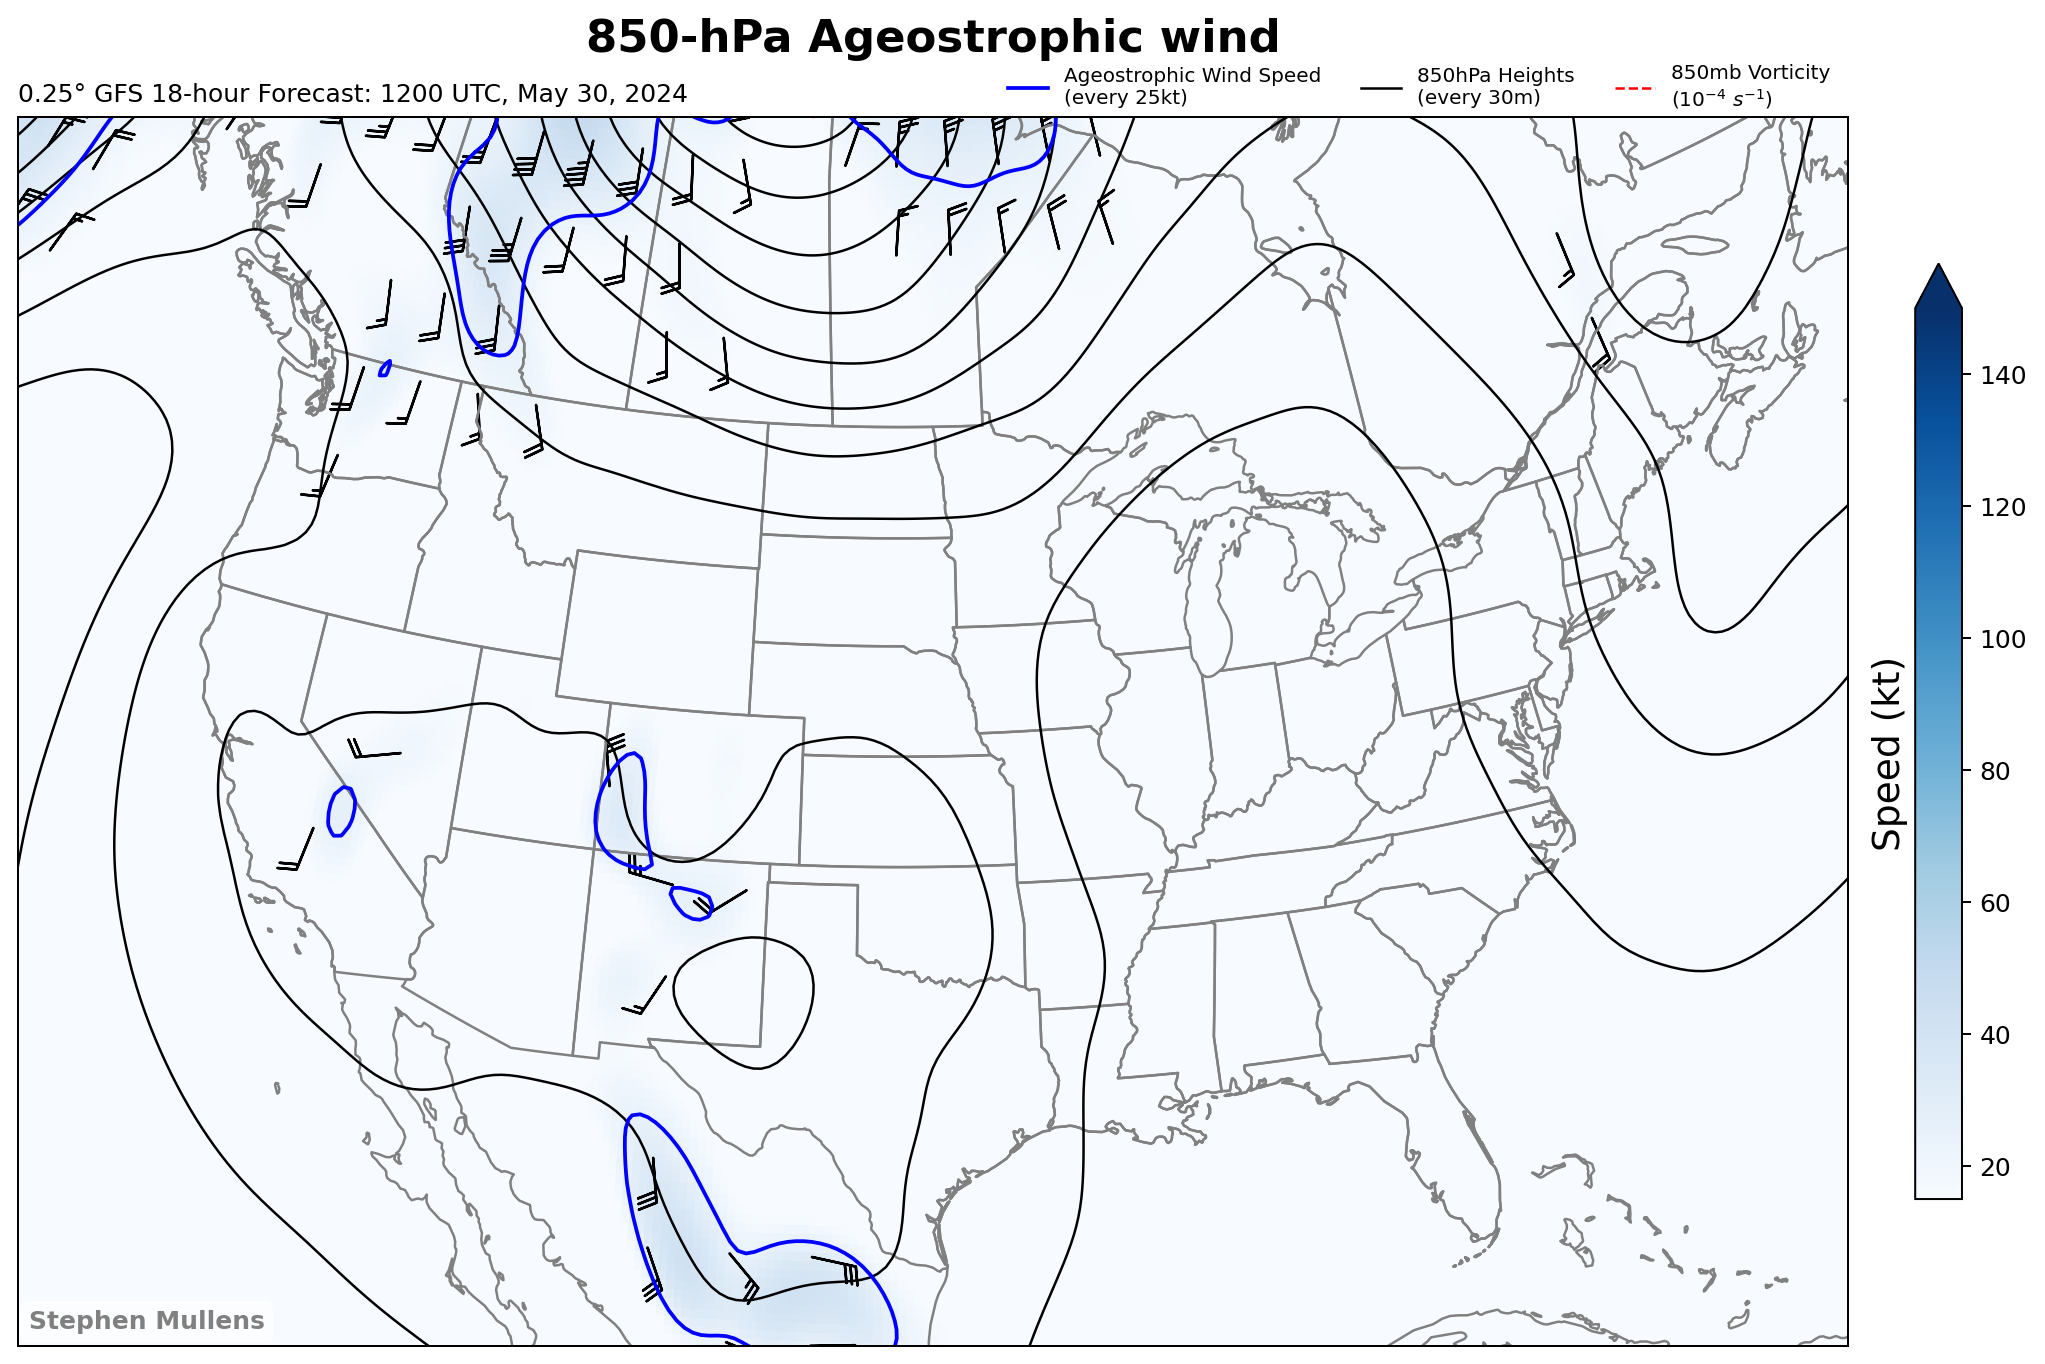 850-hPa Ageostrophic wind
0.25° GFS 18-hour Forecast: 1200 UTC, May 30, 2024
Ageostrophic Wind Speed
(every 25kt)
850hPa Heights
(every 30m)
850mb Vorticity
(10⁻⁴ s⁻¹)
140
120
100
80
60
40
20
Speed (kt)
Stephen Mullens